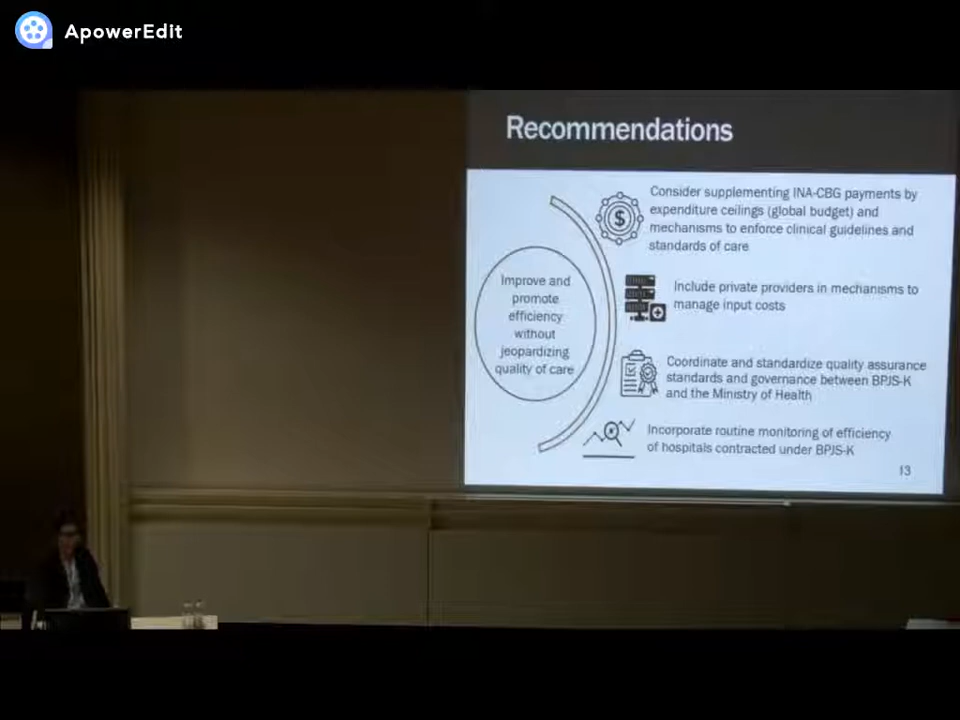 ApowerEdit
Recommendations
Consider supplementing INA-CBG payments by
expenditure ceilings (global budget) and
mechanisms to enforce clinical guidelines and
standards of care
Improve and
promote
efficiency
without
jeopardizing
quality of care
Include private providers in mechanisms to
manage input costs
Coordinate and standardize quality assurance
standards and governance between BPJS-K
and the Ministry of Health
Incorporate routine monitoring of efficiency
of hospitals contracted under BPJS-K
13